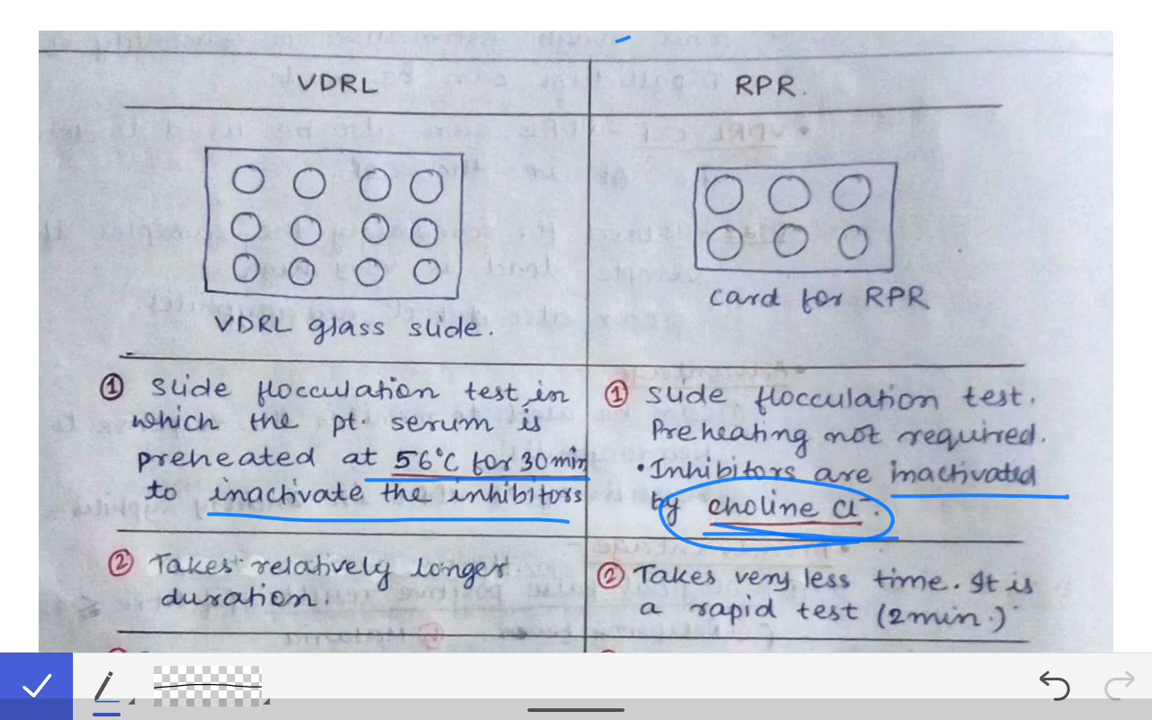 VDRL
RPR.
VDRL glass slide.
card for RPR
① Slide flocculation test in
which the pt. serum is
preheated at 56°C for 30 min
to inactivate the inhibitors
② Takes relatively longer
duration.
① Slide flocculation test.
Preheating not required.
• Inhibitors are inactivated
by choline Cl⁻.
② Takes very less time. It is
a rapid test (2min.)